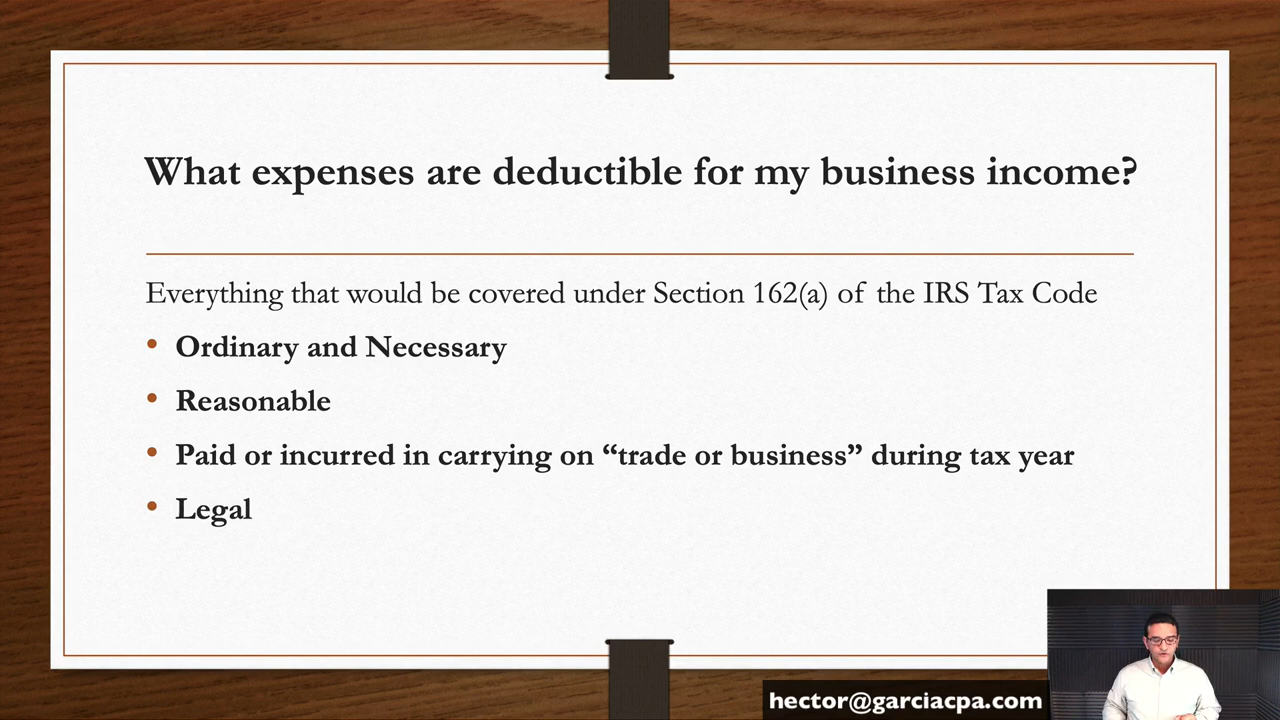 What expenses are deductible for my business income?
Everything that would be covered under Section 162(a) of the IRS Tax Code
• Ordinary and Necessary
• Reasonable
• Paid or incurred in carrying on “trade or business” during tax year
• Legal
hector@garciacpa.com